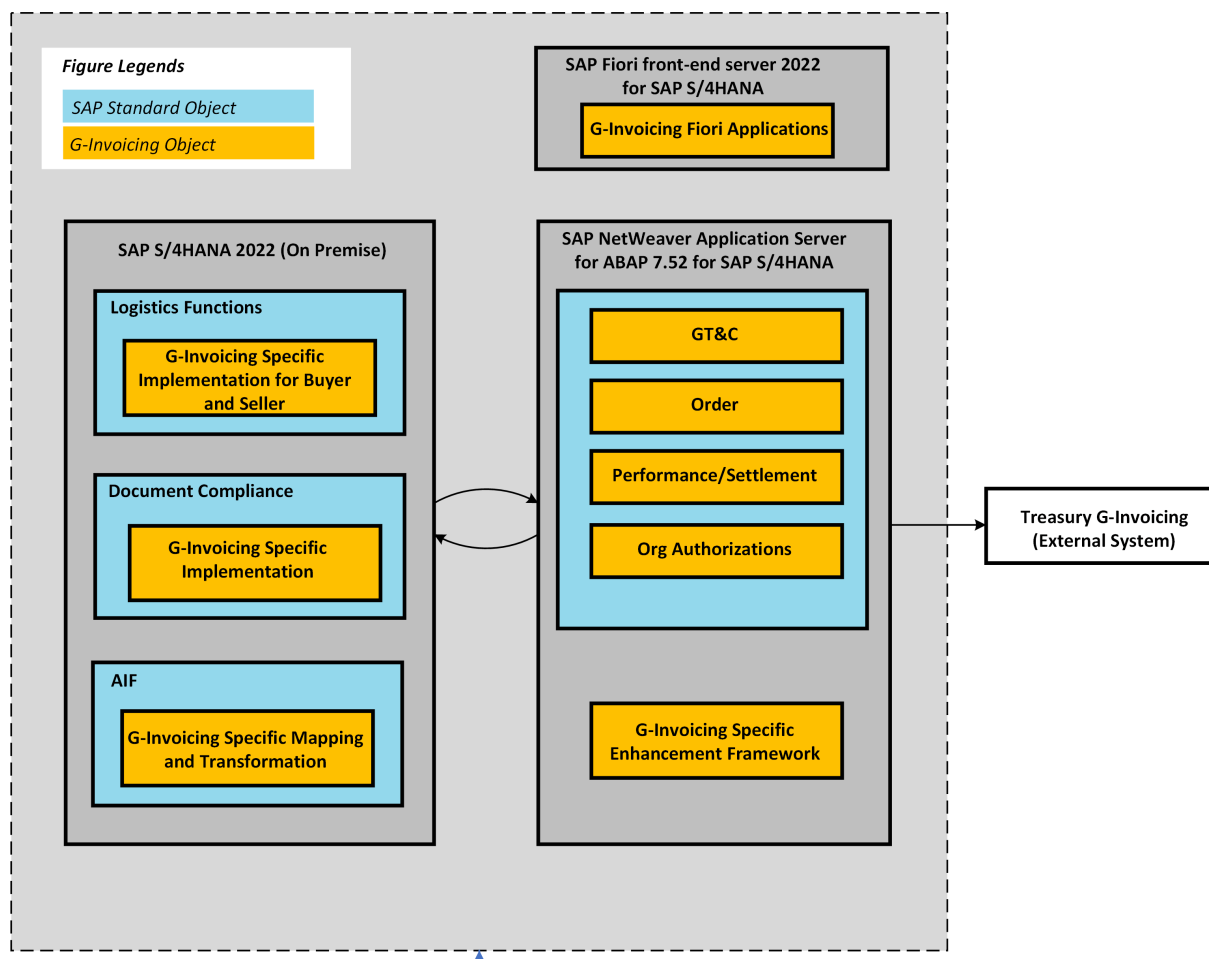 Figure Legends
SAP Standard Object
G-Invoicing Object
SAP Fiori front-end server 2022
for SAP S/4HANA
G-Invoicing Fiori Applications
SAP S/4HANA 2022 (On Premise)
Logistics Functions
G-Invoicing Specific
Implementation for Buyer
and Seller
Document Compliance
G-Invoicing Specific
Implementation
AIF
G-Invoicing Specific Mapping
and Transformation
SAP NetWeaver Application Server
for ABAP 7.52 for SAP S/4HANA
GT&C
Order
Performance/Settlement
Org Authorizations
G-Invoicing Specific
Enhancement Framework
Treasury G-Invoicing
(External System)